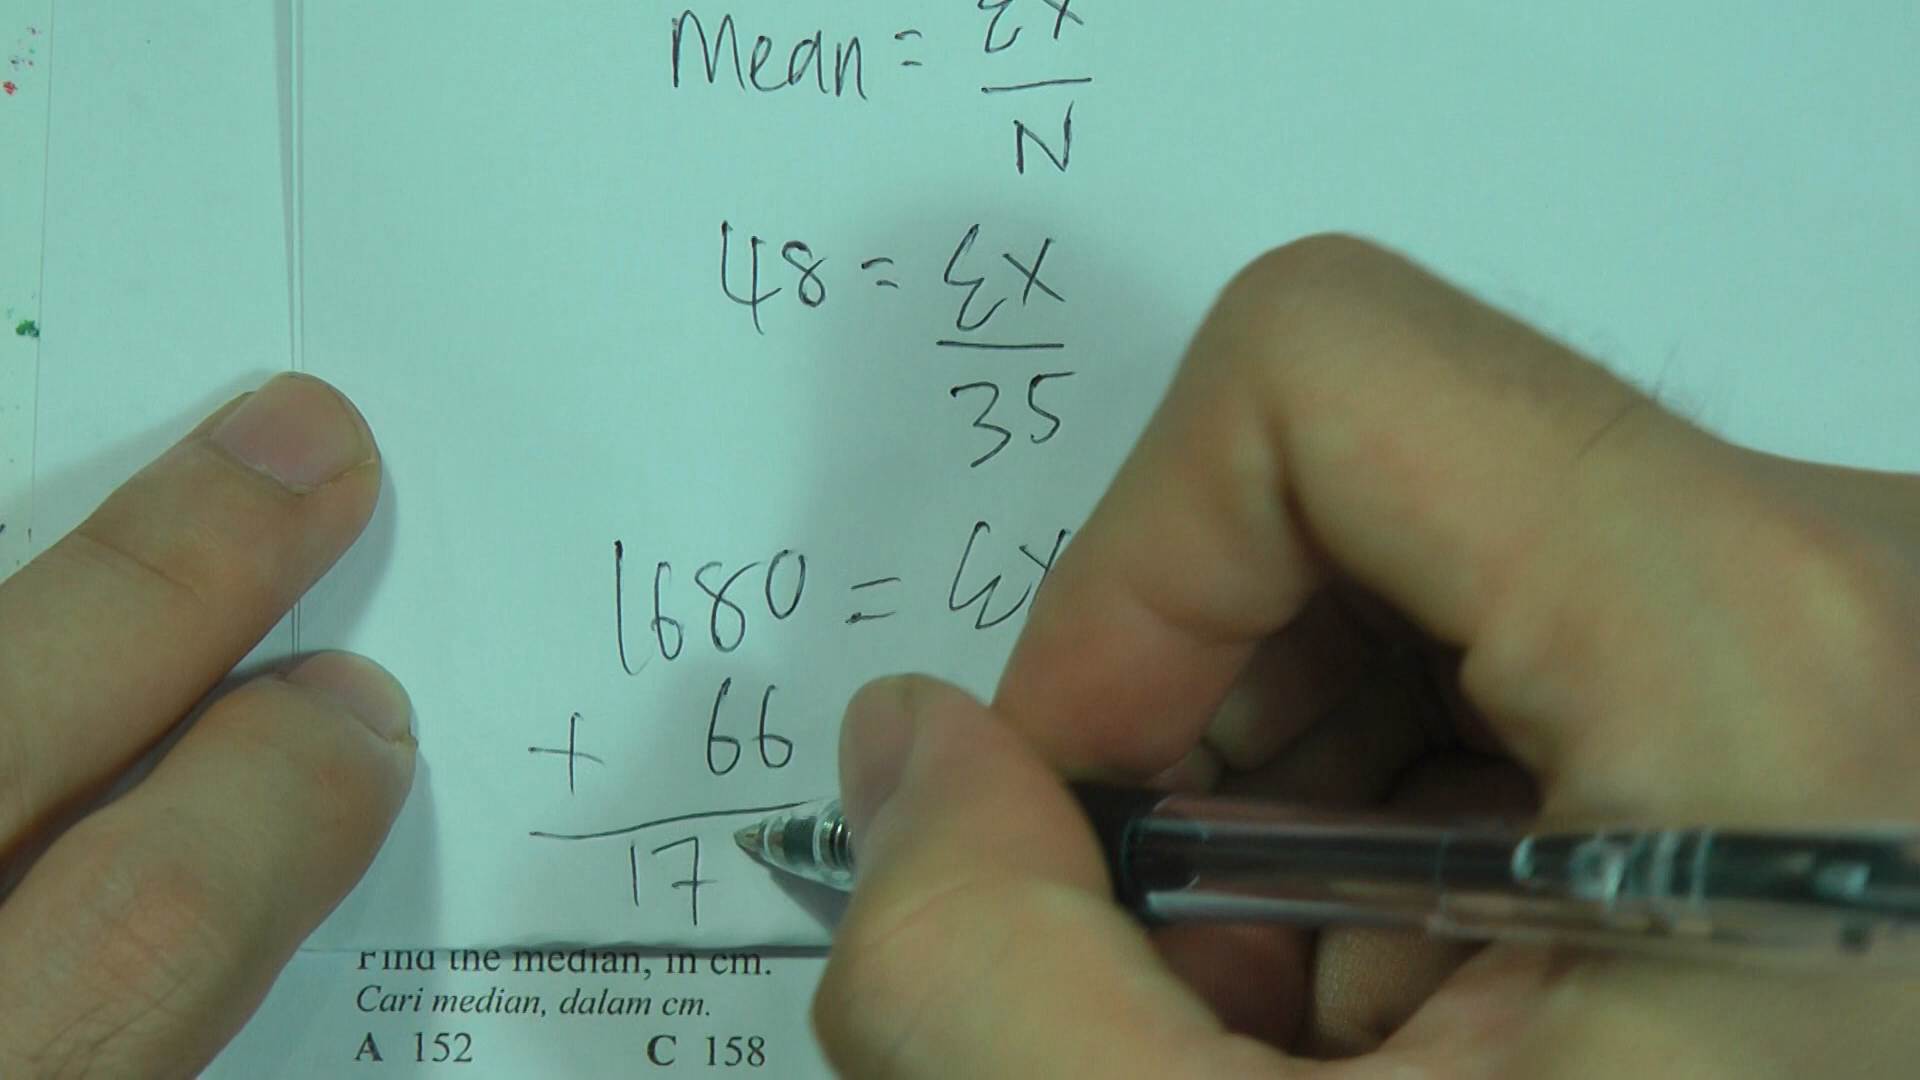 Mean = Σx
N
48 = Σx
35
1680 = Σx
+ 66
17
Find the median, in cm.
Cari median, dalam cm.
A 152 C 158